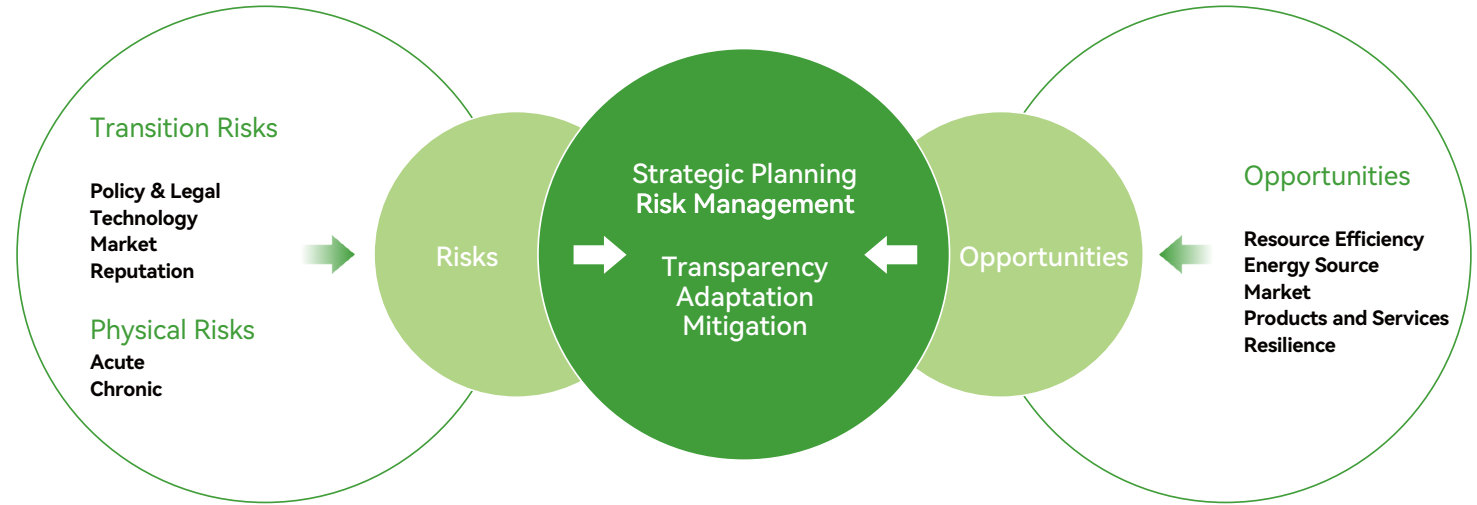 Transition Risks
Policy & Legal
Technology
Market
Reputation
Physical Risks
Acute
Chronic
Risks
Strategic Planning
Risk Management
Transparency
Adaptation
Mitigation
Opportunities
Opportunities
Resource Efficiency
Energy Source
Market
Products and Services
Resilience